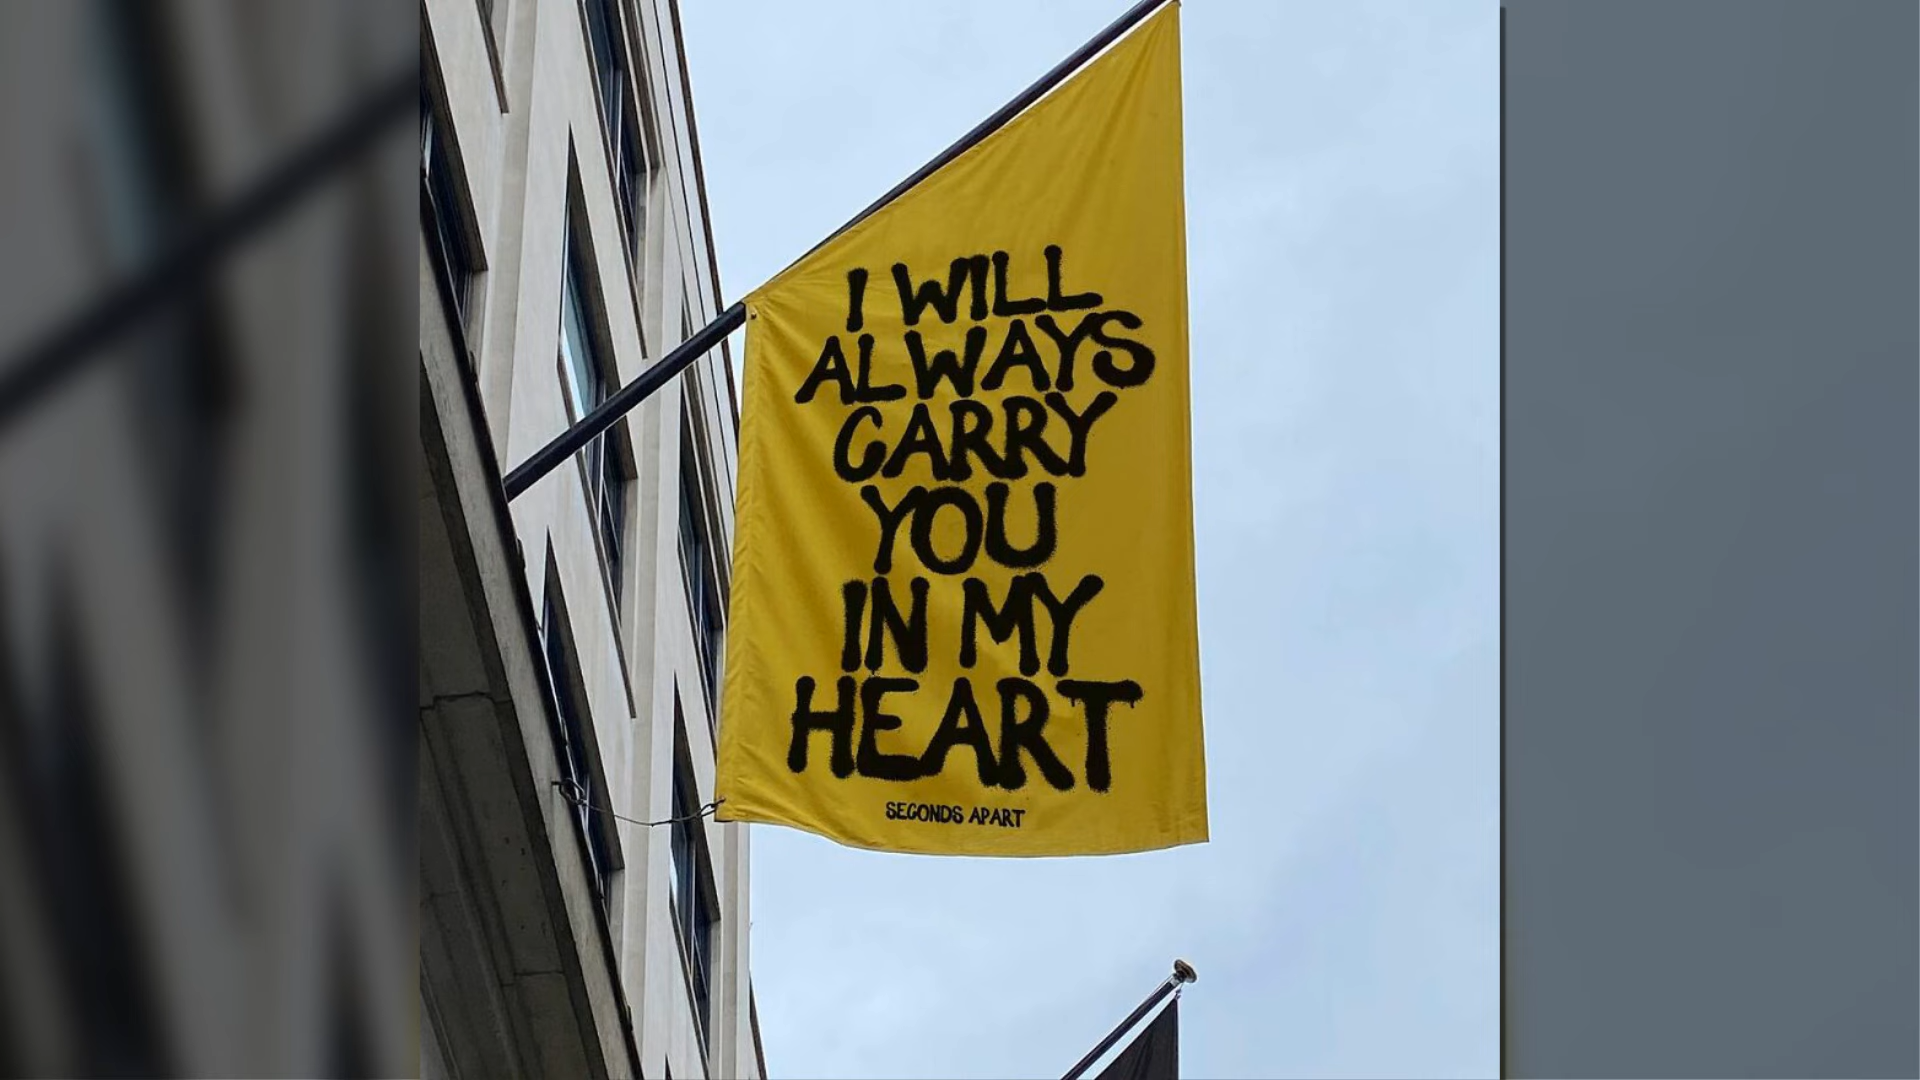 I WILL
ALWAYS
CARRY
YOU
IN MY
HEART
SECONDS APART